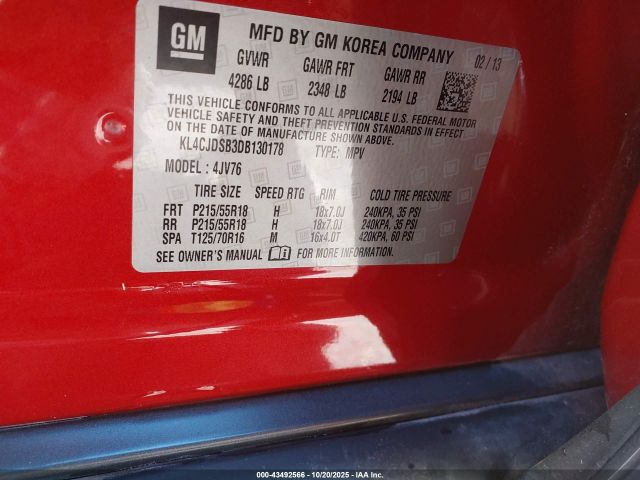 GM
MFD BY GM KOREA COMPANY 02 / 13
GVWR GAWR FRT GAWR RR
4286 LB 2348 LB 2194 LB
THIS VEHICLE CONFORMS TO ALL APPLICABLE U.S. FEDERAL MOTOR
VEHICLE SAFETY AND THEFT PREVENTION STANDARDS IN EFFECT
ON THE DATE OF MANUFACTURE SHOWN ABOVE.
KL4CJDSB3DB130178 TYPE: MPV
MODEL : 4JV76
TIRE SIZE SPEED RTG RIM COLD TIRE PRESSURE
FRT P215/55R18 H 18x7.0J 240KPA, 35 PSI
RR P215/55R18 H 18x7.0J 240KPA, 35 PSI
SPA T125/70R16 M 16x4.0T 420KPA, 60 PSI
SEE OWNER'S MANUAL FOR MORE INFORMATION.
000-43492566 - 10/20/2025 - IAA Inc.